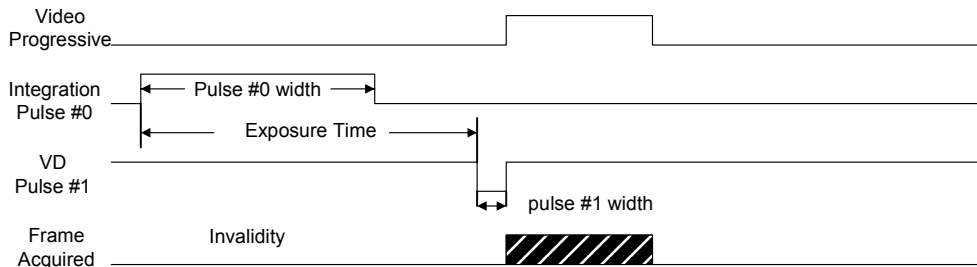 Video
Progressive
Integration
Pulse #0
Pulse #0 width
Exposure Time
VD
Pulse #1
pulse #1 width
Frame
Acquired
Invalidity